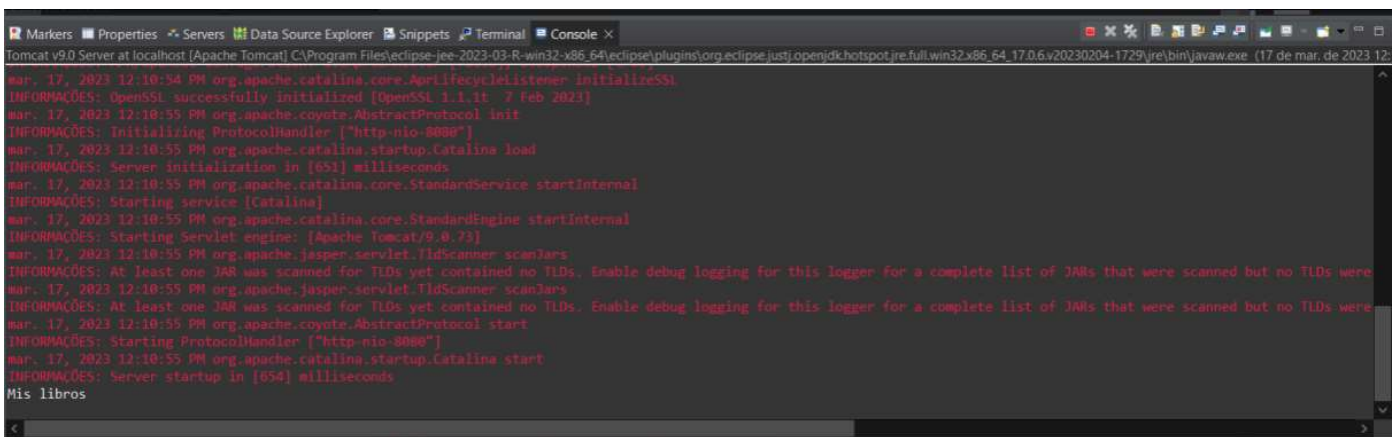 Markers Properties Servers Data Source Explorer Snippets Terminal Console
Tomcat v9.0 Server at localhost [Apache Tomcat] C:\Program Files\eclipse-jee-2023-03-R-win32-x86_64\eclipse\plugins\org.eclipse.justj.openjdk.hotspot.jre.full.win32.x86_64_17.0.6.v20230204-1729\jre\bin\javaw.exe (17 de mar. de 2023 12:
mar. 17, 2023 12:10:54 PM org.apache.catalina.core.AprLifecycleListener initializeSSL
INFORMAÇÕES: OpenSSL successfully initialized [OpenSSL 1.1.1t 7 Feb 2023]
mar. 17, 2023 12:10:55 PM org.apache.coyote.AbstractProtocol init
INFORMAÇÕES: Initializing ProtocolHandler ["http-nio-8080"]
mar. 17, 2023 12:10:55 PM org.apache.catalina.startup.Catalina load
INFORMAÇÕES: Server initialization in [651] milliseconds
mar. 17, 2023 12:10:55 PM org.apache.catalina.core.StandardService startInternal
INFORMAÇÕES: Starting service [Catalina]
mar. 17, 2023 12:10:55 PM org.apache.catalina.core.StandardEngine startInternal
INFORMAÇÕES: Starting Servlet engine: [Apache Tomcat/9.0.73]
mar. 17, 2023 12:10:55 PM org.apache.jasper.servlet.TldScanner scanJars
INFORMAÇÕES: At least one JAR was scanned for TLDs yet contained no TLDs. Enable debug logging for this logger for a complete list of JARs that were scanned but no TLDs were
mar. 17, 2023 12:10:55 PM org.apache.jasper.servlet.TldScanner scanJars
INFORMAÇÕES: At least one JAR was scanned for TLDs yet contained no TLDs. Enable debug logging for this logger for a complete list of JARs that were scanned but no TLDs were
mar. 17, 2023 12:10:55 PM org.apache.coyote.AbstractProtocol start
INFORMAÇÕES: Starting ProtocolHandler ["http-nio-8080"]
mar. 17, 2023 12:10:55 PM org.apache.catalina.startup.Catalina start
INFORMAÇÕES: Server startup in [654] milliseconds
Mis libros